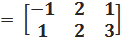 = [-1 2 1
1 2 3]